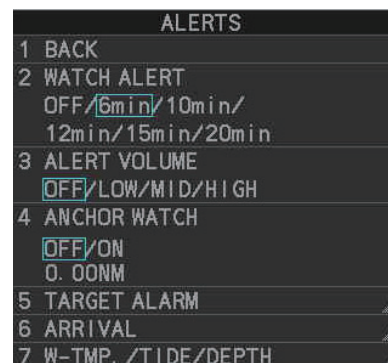 ALERTS
1 BACK
2 WATCH ALERT
OFF/6min/10min/
12min/15min/20min
3 ALERT VOLUME
OFF/LOW/MID/HIGH
4 ANCHOR WATCH
OFF/ON
0.00NM
5 TARGET ALARM
6 ARRIVAL
7 W-TMP./TIDE/DEPTH